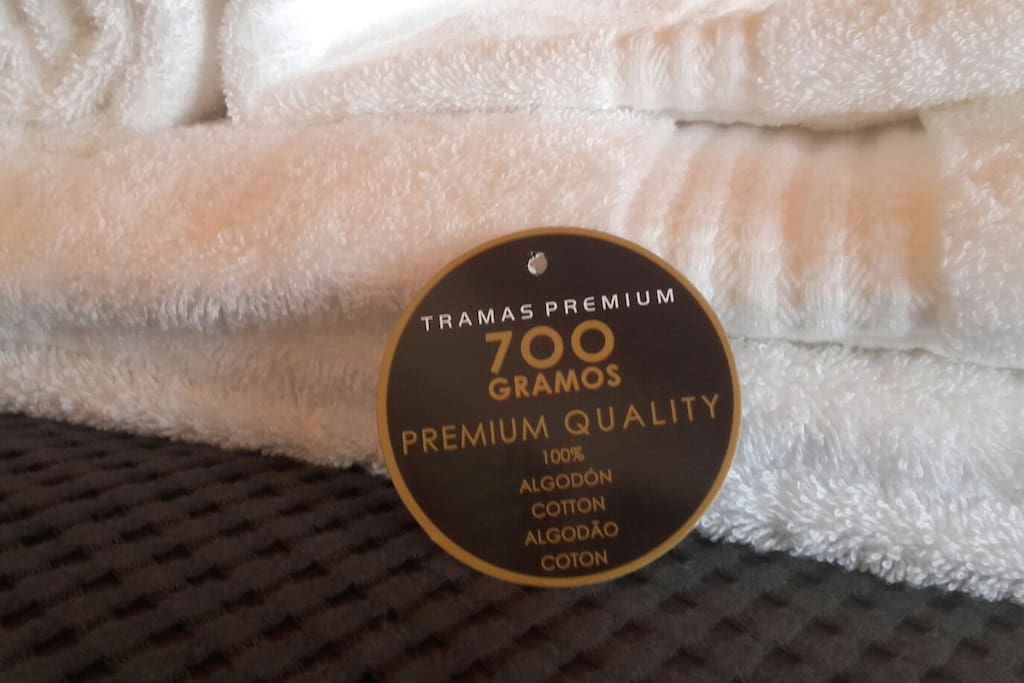 TRAMAS PREMIUM
700
GRAMOS
PREMIUM QUALITY
100%
ALGODÓN
COTTON
ALGODÃO
COTON